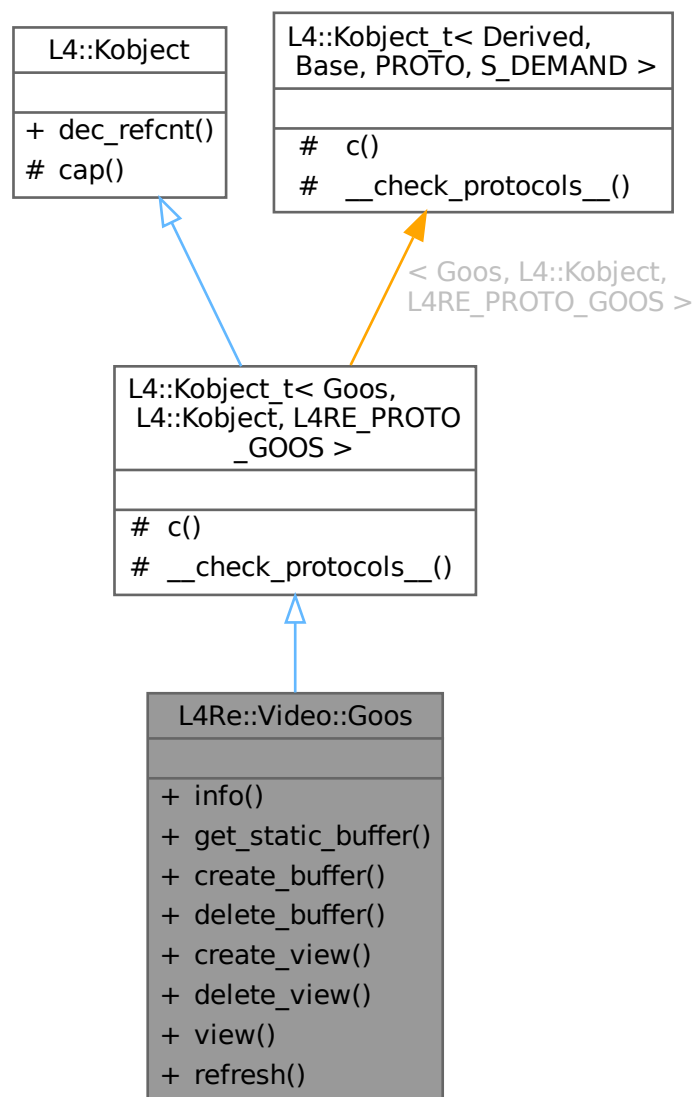 L4::Kobject
+ dec_refcnt()
# cap()
L4::Kobject_t< Derived,
Base, PROTO, S_DEMAND >
# c()
# __check_protocols__()
< Goos, L4::Kobject,
L4RE_PROTO_GOOS >
L4::Kobject_t< Goos,
L4::Kobject, L4RE_PROTO
_GOOS >
# c()
# __check_protocols__()
L4Re::Video::Goos
+ info()
+ get_static_buffer()
+ create_buffer()
+ delete_buffer()
+ create_view()
+ delete_view()
+ view()
+ refresh()